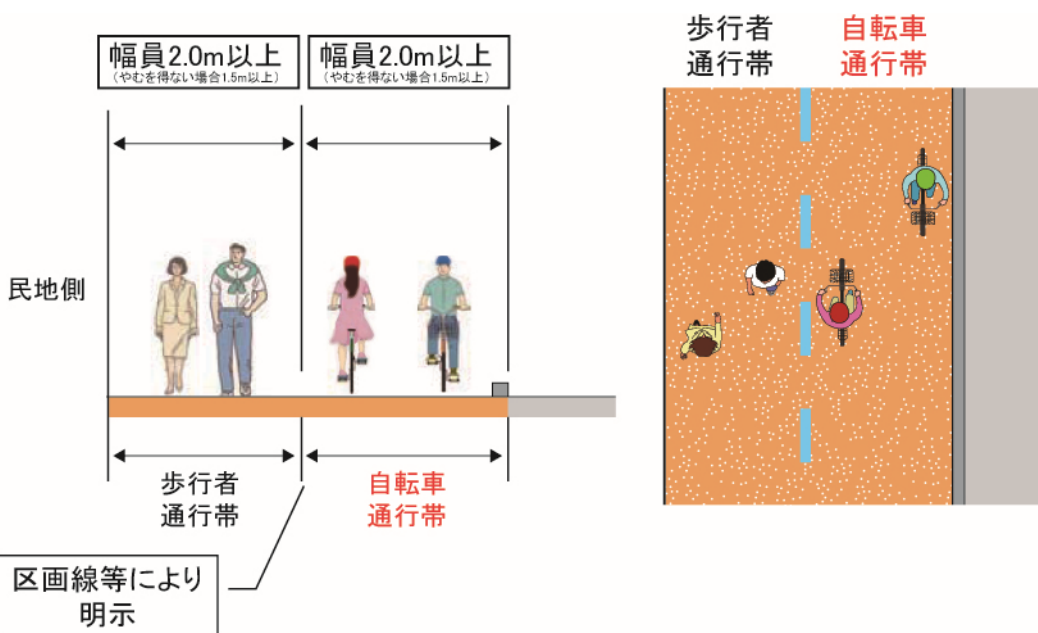 幅員2.0m以上
(やむを得ない場合1.5m以上)
幅員2.0m以上
(やむを得ない場合1.5m以上)
民地側
歩行者
通行帯
自転車
通行帯
区画線等により
明示
歩行者
通行帯
自転車
通行帯